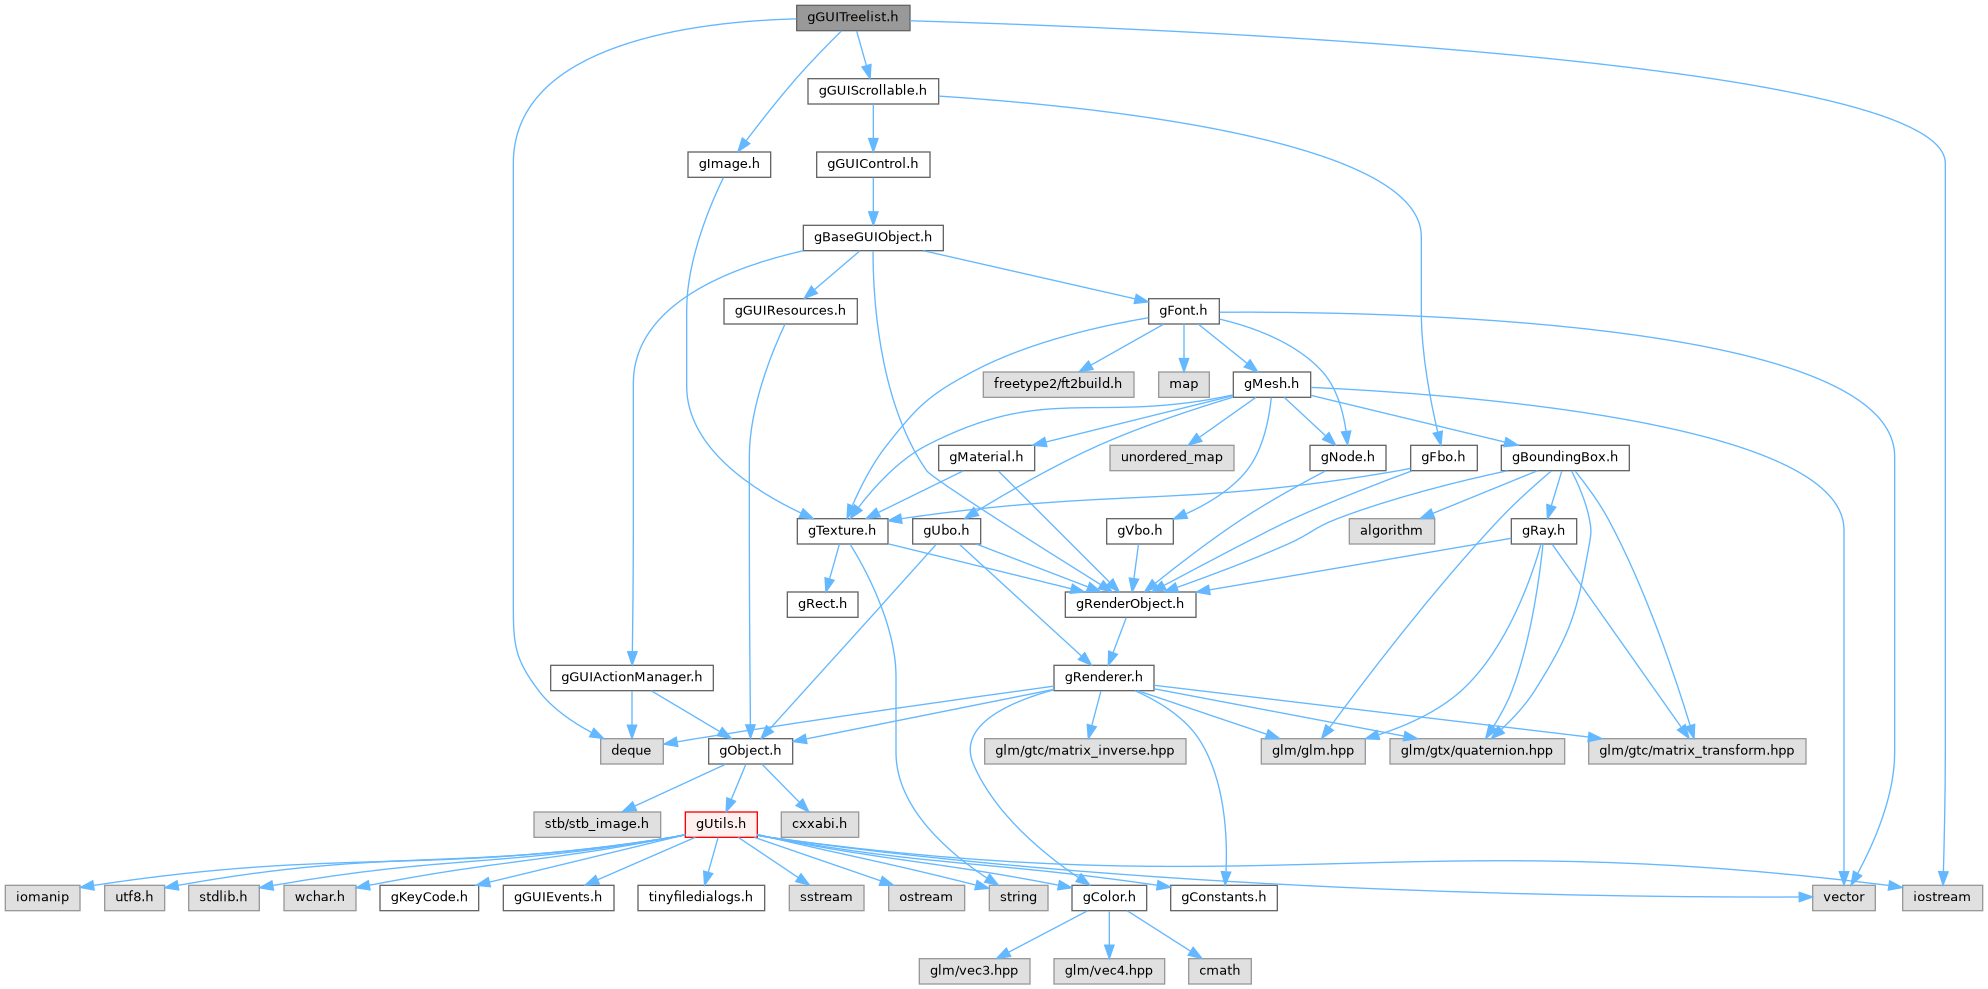 gGUITreelist.h
gGUIScrollable.h
gImage.h
gGUIControl.h
gBaseGUIObject.h
gGUIResources.h
gFont.h
freetype2/ft2build.h
map
gMesh.h
gMaterial.h
unordered_map
gNode.h
gFbo.h
gBoundingBox.h
gTexture.h
gUbo.h
gVbo.h
algorithm
gRay.h
gRect.h
gRenderObject.h
gGUIActionManager.h
gRenderer.h
deque
gObject.h
glm/gtc/matrix_inverse.hpp
glm/glm.hpp
glm/gtx/quaternion.hpp
glm/gtc/matrix_transform.hpp
stb/stb_image.h
gUtils.h
cxxabi.h
iomanip
utf8.h
stdlib.h
wchar.h
gKeyCode.h
gGUIEvents.h
tinyfiledialogs.h
sstream
ostream
string
gColor.h
gConstants.h
vector
iostream
glm/vec3.hpp
glm/vec4.hpp
cmath